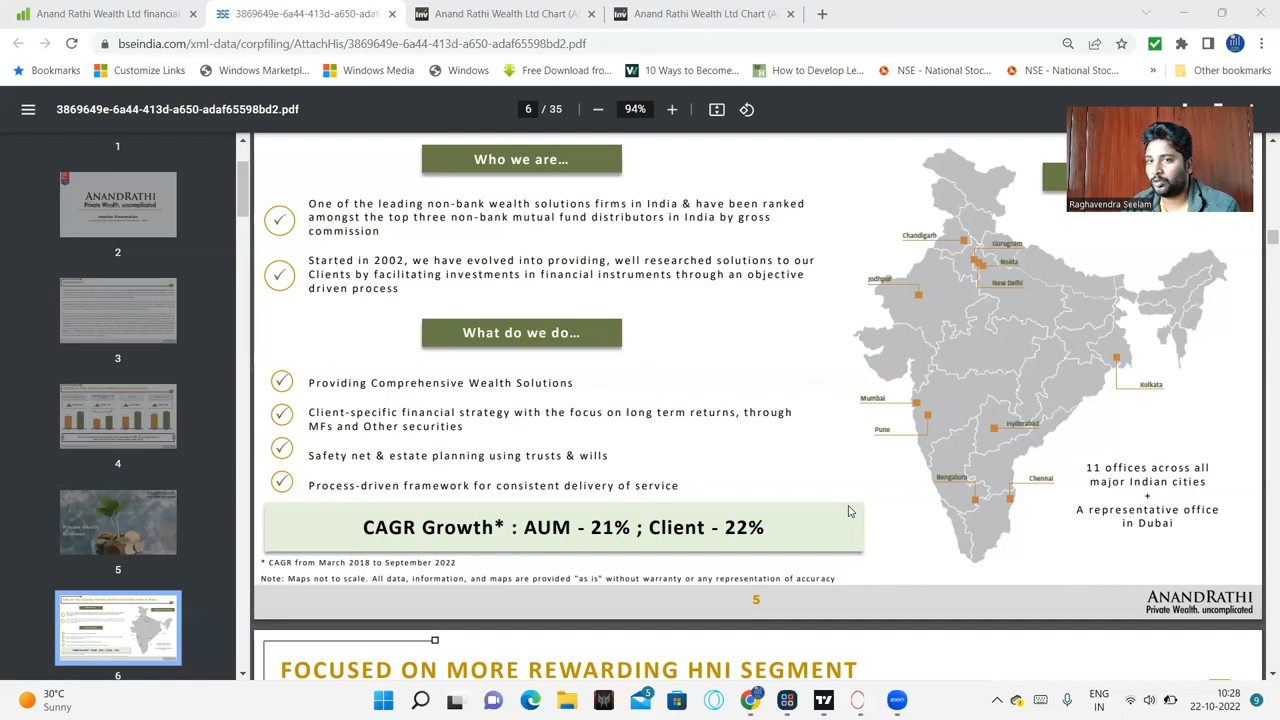 Anand Rathi Wealth Ltd financial
3869649e-6a44-413d-a650-adaf6559
Anand Rathi Wealth Ltd Chart (A
Anand Rathi Wealth Ltd Chart (A
bseindia.com/xml-data/corpfiling/AttachHis/3869649e-6a44-413d-a650-adaf65598bd2.pdf
Bookmarks
Customize Links
Windows Marketpl...
Windows Media
Windows
Free Download fro...
10 Ways to Become...
How to Develop Le...
NSE - National Stoc...
NSE - National Stoc...
»
Other bookmarks
3869649e-6a44-413d-a650-adaf65598bd2.pdf
6 / 35
94%
Raghavendra Seelam
1
ANANDRATHI
Private Wealth. uncomplicated
2
3
4
5
6
Who we are...
One of the leading non-bank wealth solutions firms in India & have been ranked
amongst the top three non-bank mutual fund distributors in India by gross
commission
Started in 2002, we have evolved into providing, well researched solutions to our
Clients by facilitating investments in financial instruments through an objective
driven process
What do we do...
Providing Comprehensive Wealth Solutions
Client-specific financial strategy with the focus on long term returns, through
MFs and Other securities
Safety net & estate planning using trusts & wills
Process-driven framework for consistent delivery of service
CAGR Growth* : AUM - 21% ; Client - 22%
* CAGR from March 2018 to September 2022
Note: Maps not to scale. All data, information, and maps are provided "as is" without warranty or any representation of accuracy
Chandigarh
Gurugram
Noida
New Delhi
Jodhpur
Kolkata
Mumbai
Pune
Hyderabad
Bengaluru
Chennai
11 offices across all
major Indian cities
+
A representative office
in Dubai
5
ANANDRATHI
Private Wealth. uncomplicated
FOCUSED ON MORE REWARDING HNI SEGMENT
30°C
Sunny
5
zoom
ENG
IN
10:28
22-10-2022
9